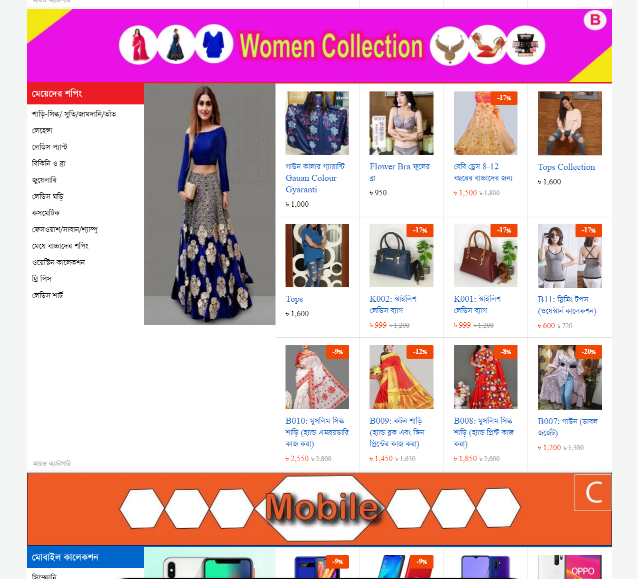 আরও ক্যাটাগরি
B
Women Collection
মেয়েদের শপিং
শাড়ি-সিল্ক/ সুতি/জামদানি/তাঁত
লেহেঙ্গা
লেডিস প্যান্ট
বিকিনি ও ব্রা
জুয়েলারি
লেডিস ঘড়ি
কসমেটিক
ফেসওয়াশ/সাবান/শ্যাম্পু
মেয়ে বাচ্চাদের শপিং
ওয়েস্টিন কালেকশন
থ্রি পিস
লেডিস শার্ট
আরও ক্যাটাগরি
গাউন কালার গ্যারান্টি
Gauan Colour
Gyaranti
৳ 1,000
Flower Bra ফুলের
ব্রা
৳ 950
-17%
বেবি ড্রেস 8-12
বছরের বাচ্চাদের জন্য
৳ 1,500 ৳ 1,800
Tops Collection
৳ 1,600
Tops
৳ 1,600
-17%
K002: স্টাইলিশ
লেডিস ব্যাগ
৳ 999 ৳ 1,200
-17%
K001: স্টাইলিশ
লেডিস ব্যাগ
৳ 999 ৳ 1,200
-17%
B11: স্লিমিং টপস
(ওয়েস্টার্ন কালেকশন)
৳ 600 ৳ 720
-9%
B010: মুসলিম সিল্ক
শাড়ি (হ্যান্ড এমব্রয়ডারি
কাজ করা)
৳ 2,550 ৳ 2,800
-12%
B009: কটন শাড়ি
(হ্যান্ড ব্লক এবং স্কিন
প্রিন্টের কাজ করা)
৳ 1,450 ৳ 1,650
-8%
B008: মুসলিম সিল্ক
শাড়ি (হ্যান্ড প্রিন্ট কাজ
করা)
৳ 1,850 ৳ 2,000
-20%
B007: গাউন (ডাবল
জর্জেট)
৳ 1,200 ৳ 1,500
Mobile
C
মোবাইল কালেকশন
সিম্ফোনি
-9%
-9%
OPPO